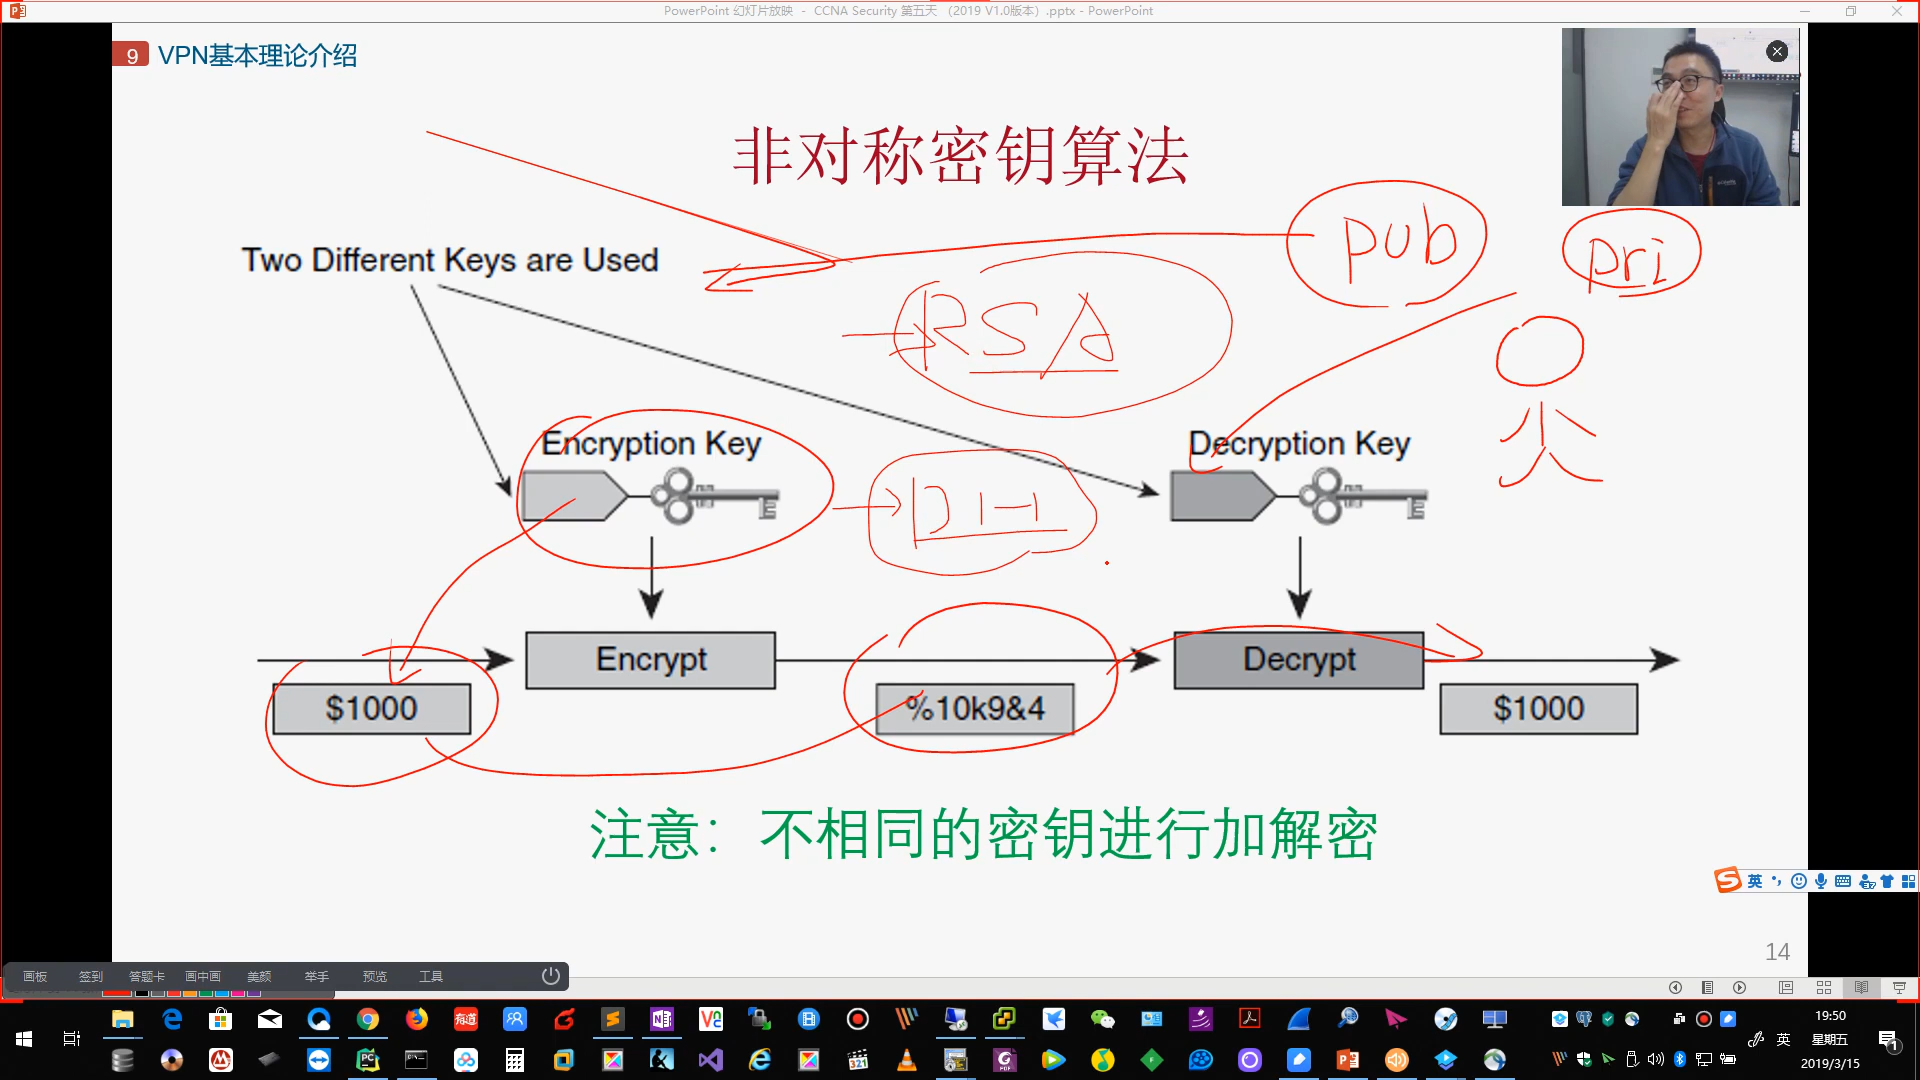 PowerPoint 幻灯片放映 - CCNA Security 第五天 （2019 V1.0版本）.pptx - PowerPoint
9 VPN基本理论介绍
非对称密钥算法
pub
pri
Two Different Keys are Used
RSA
Encryption Key
Decryption Key
DH
Encrypt
Decrypt
$1000
%10k9&4
$1000
注意：不相同的密钥进行加解密
英
14
画板 签到 答题卡 画中画 美颜 举手 预览 工具
有道
19:50
英 星期五
2019/3/15
1